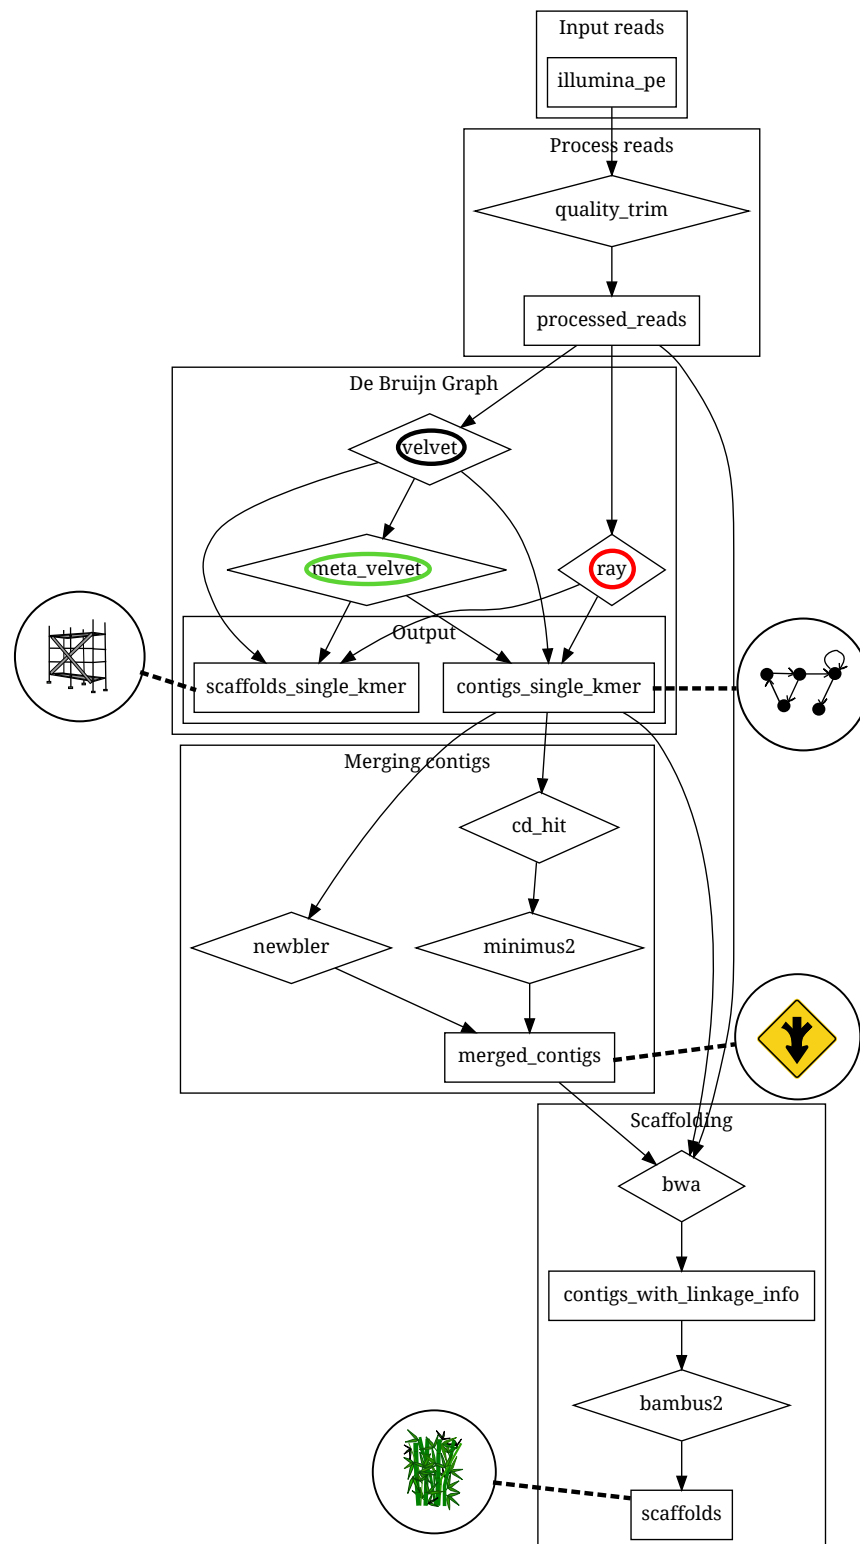 Input reads
illumina_pe
Process reads
quality_trim
processed_reads
De Bruijn Graph
velvet
meta_velvet
ray
Output
scaffolds_single_kmer
contigs_single_kmer
Merging contigs
cd_hit
newbler
minimus2
merged_contigs
Scaffolding
bwa
contigs_with_linkage_info
bambus2
scaffolds